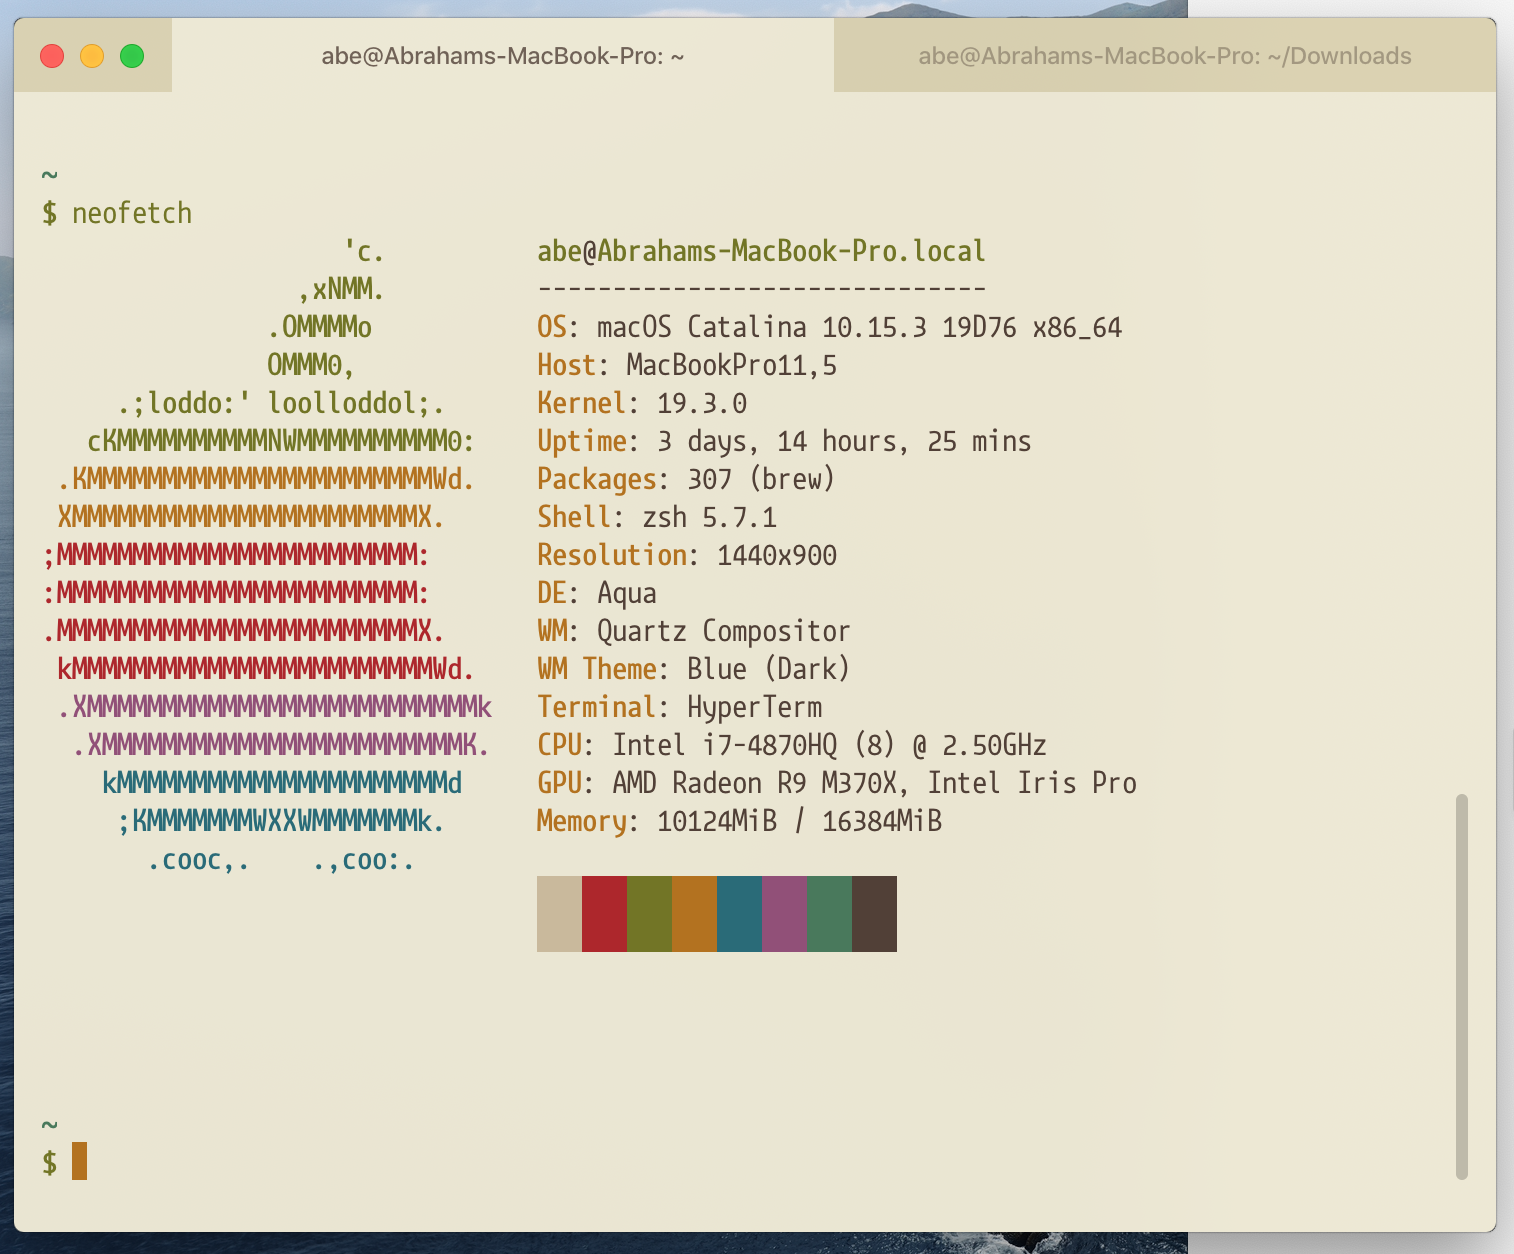 abe@Abrahams-MacBook-Pro: ~
abe@Abrahams-MacBook-Pro: ~/Downloads
~
$ neofetch
                    'c.          abe@Abrahams-MacBook-Pro.local
                 ,xNMM.          ------------------------------
               .OMMMMo           OS: macOS Catalina 10.15.3 19D76 x86_64
               OMMM0,            Host: MacBookPro11,5
     .;loddo:' loolloddol;.      Kernel: 19.3.0
   cKMMMMMMMMMMNWMMMMMMMMMM0:    Uptime: 3 days, 14 hours, 25 mins
 .KMMMMMMMMMMMMMMMMMMMMMMMWd.    Packages: 307 (brew)
 XMMMMMMMMMMMMMMMMMMMMMMMX.      Shell: zsh 5.7.1
;MMMMMMMMMMMMMMMMMMMMMMMM:       Resolution: 1440x900
:MMMMMMMMMMMMMMMMMMMMMMMM:       DE: Aqua
.MMMMMMMMMMMMMMMMMMMMMMMMX.      WM: Quartz Compositor
 kMMMMMMMMMMMMMMMMMMMMMMMMWd.    WM Theme: Blue (Dark)
 .XMMMMMMMMMMMMMMMMMMMMMMMMMMk   Terminal: HyperTerm
  .XMMMMMMMMMMMMMMMMMMMMMMMMK.   CPU: Intel i7-4870HQ (8) @ 2.50GHz
    kMMMMMMMMMMMMMMMMMMMMMMd     GPU: AMD Radeon R9 M370X, Intel Iris Pro
     ;KMMMMMMMWXXWMMMMMMMk.      Memory: 10124MiB / 16384MiB
       .cooc,.    .,coo:.
~
$